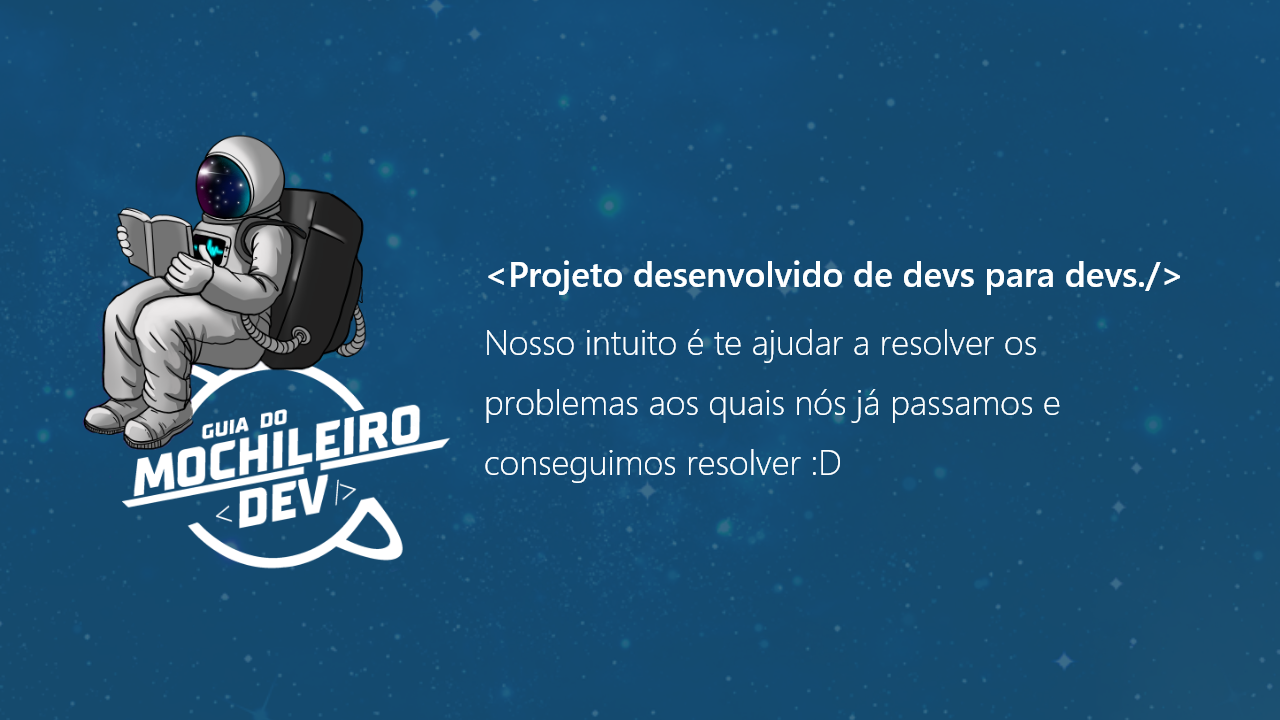 GUIA DO
MOCHILEIRO
<DEV/>
<Projeto desenvolvido de devs para devs./>
Nosso intuito é te ajudar a resolver os
problemas aos quais nós já passamos e
conseguimos resolver :D